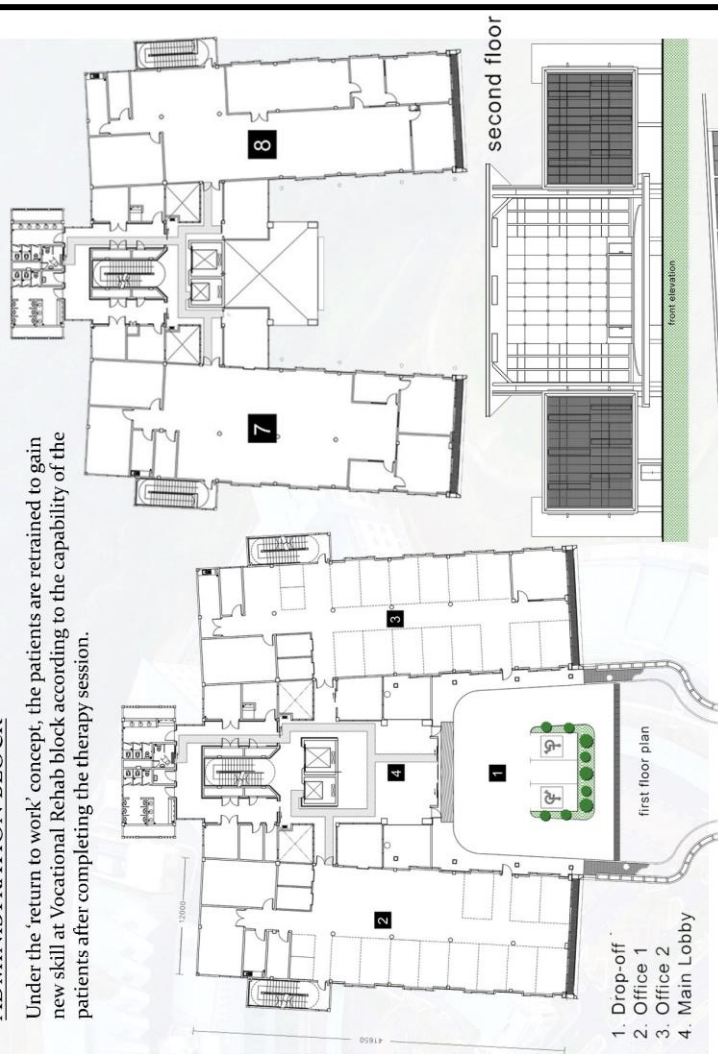 ADMINISTRATION BLOCK
Under the ‘return to work’ concept, the patients are retrained to gain
new skill at Vocational Rehab block according to the capability of the
patients after completing the therapy session.
12000
41650
2
3
4
1
first floor plan
1. Drop-off
2. Office 1
3. Office 2
4. Main Lobby
7
8
second floor
front elevation